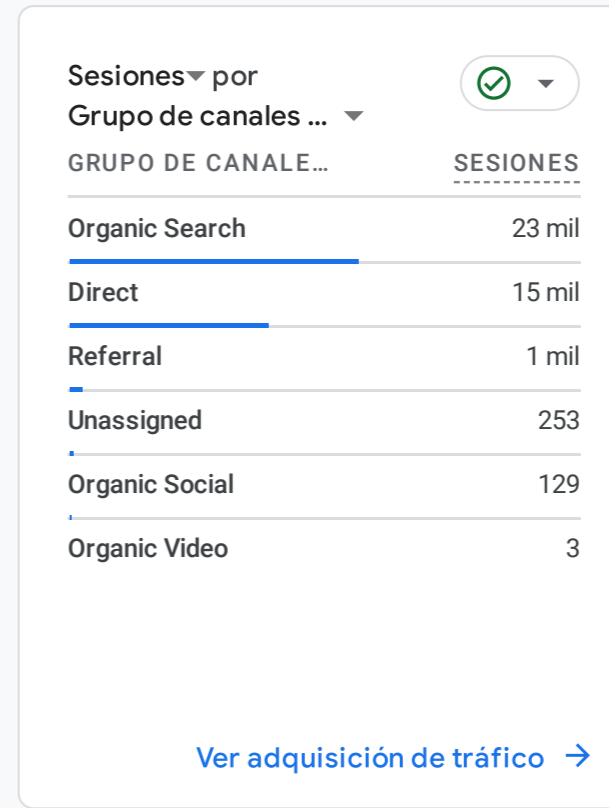 Sesiones por
Grupo de canales ...
GRUPO DE CANALE... SESIONES
Organic Search 23 mil
Direct 15 mil
Referral 1 mil
Unassigned 253
Organic Social 129
Organic Video 3
Ver adquisición de tráfico